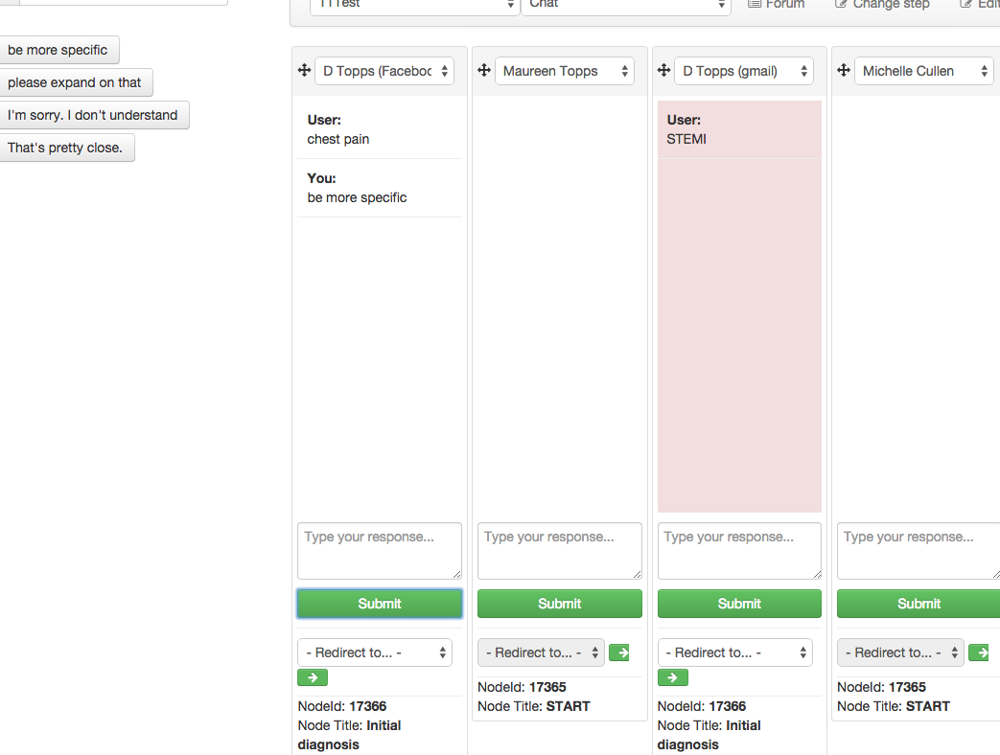 TTTest
Chat
Forum
Change step
Edit
be more specific
please expand on that
I'm sorry. I don't understand
That's pretty close.
D Topps (Faceboo
Maureen Topps
D Topps (gmail)
Michelle Cullen
User:
chest pain
You:
be more specific
User:
STEMI
Type your response...
Type your response...
Type your response...
Type your response...
Submit
Submit
Submit
Submit
- Redirect to... -
- Redirect to... -
- Redirect to... -
- Redirect to... -
NodeId: 17366
Node Title: Initial
diagnosis
NodeId: 17365
Node Title: START
NodeId: 17366
Node Title: Initial
diagnosis
NodeId: 17365
Node Title: START